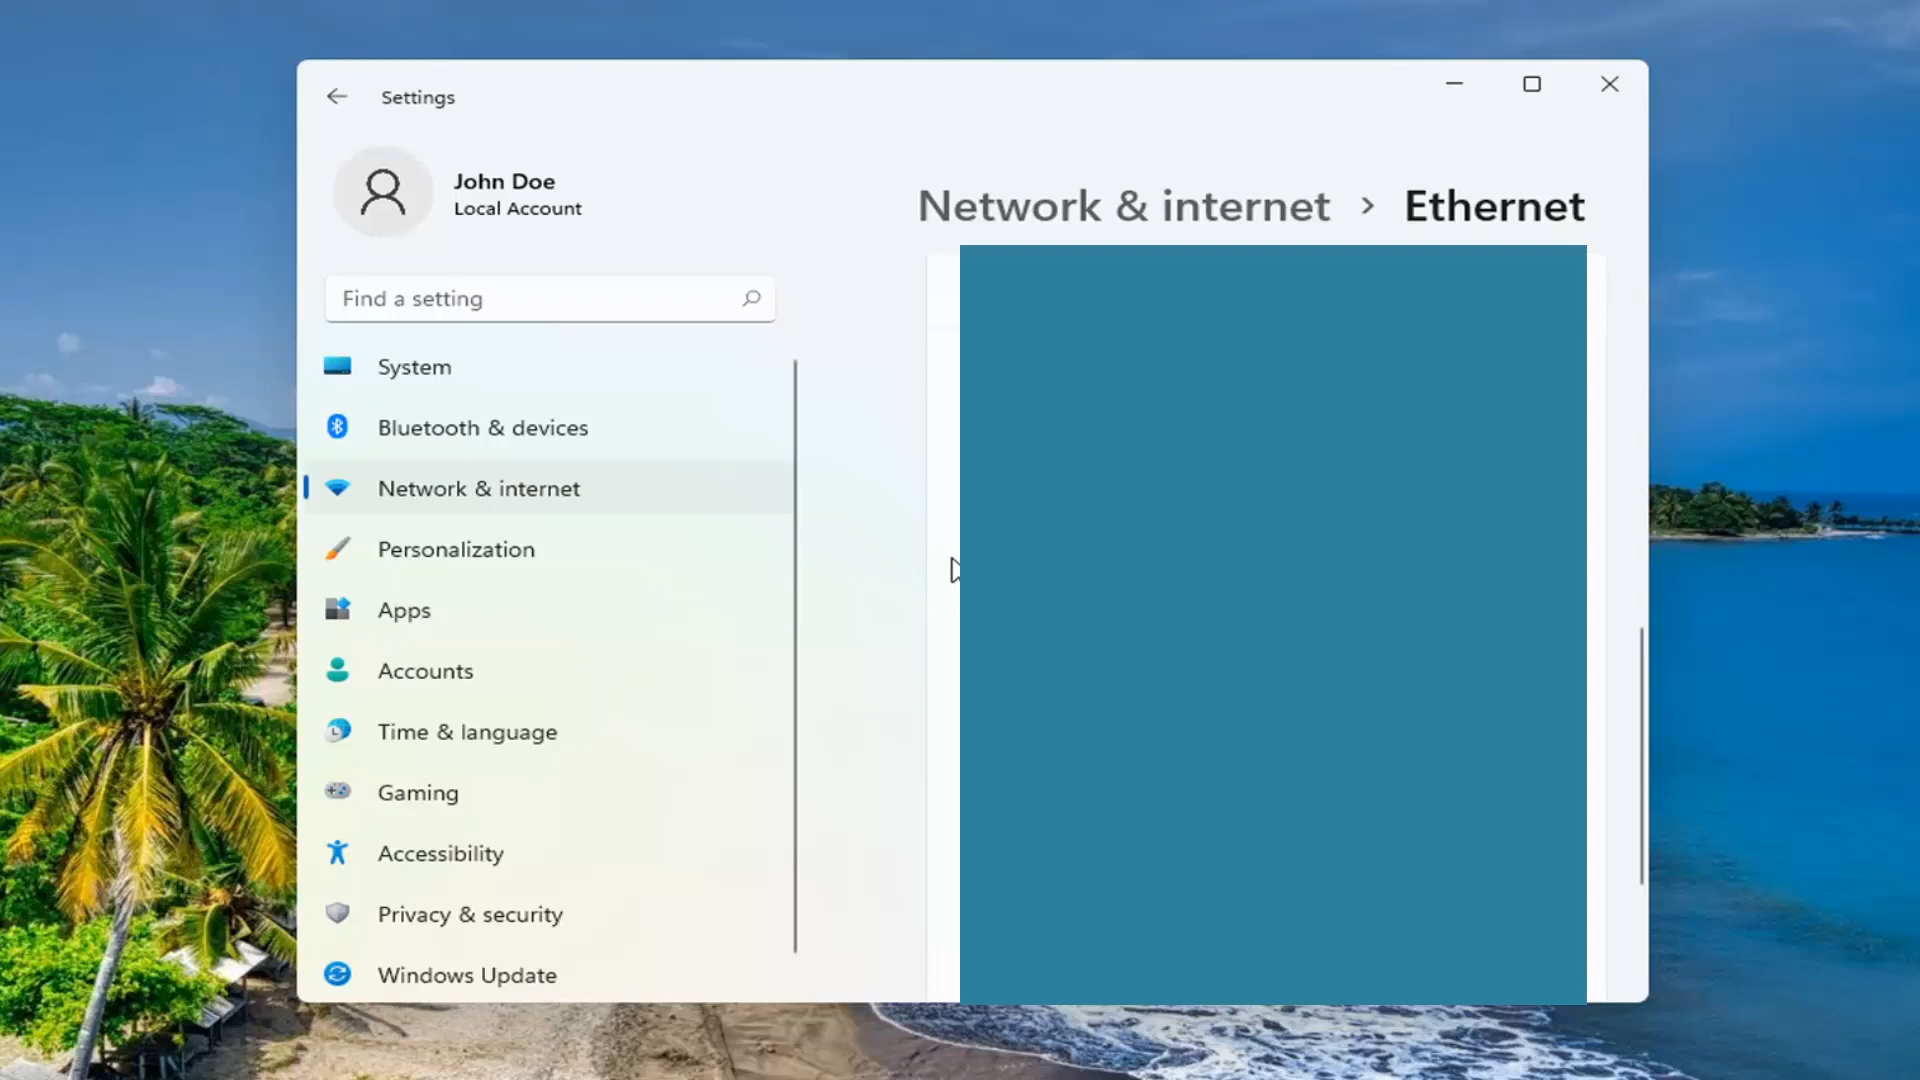 Settings
John Doe
Local Account
Network & internet > Ethernet
Find a setting
System
Bluetooth & devices
Network & internet
Personalization
Apps
Accounts
Time & language
Gaming
Accessibility
Privacy & security
Windows Update